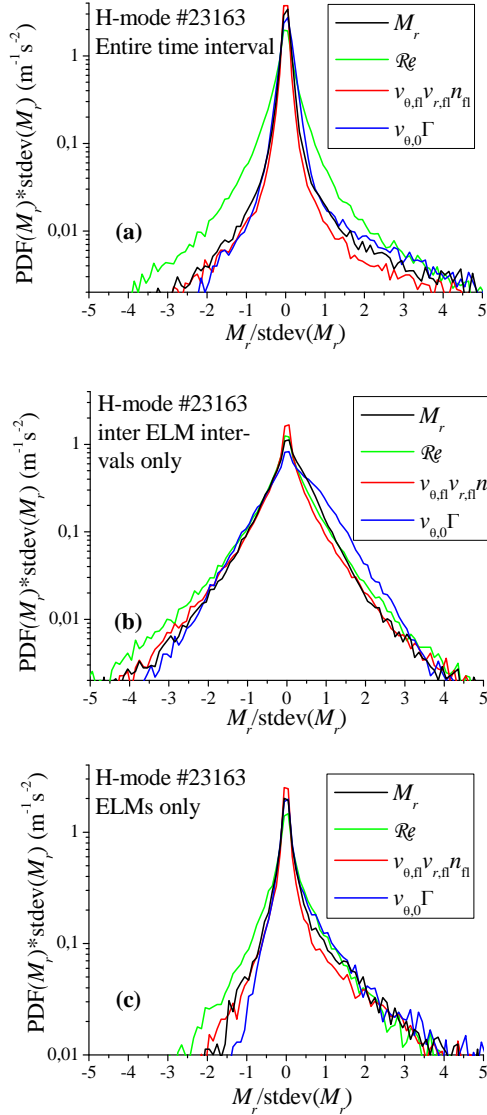 H-mode #23163
Entire time interval
M_r
Re
v_θ,fl v_r,fl n_fl
v_θ,0 Γ
PDF(M_r)*stdev(M_r) (m⁻¹s⁻²)
1
0,1
0,01
(a)
-5 -4 -3 -2 -1 0 1 2 3 4 5
M_r/stdev(M_r)
H-mode #23163
inter ELM inter-
vals only
M_r
Re
v_θ,fl v_r,fl n
v_θ,0 Γ
PDF(M_r)*stdev(M_r) (m⁻¹s⁻²)
1
0,1
0,01
(b)
-5 -4 -3 -2 -1 0 1 2 3 4 5
M_r/stdev(M_r)
H-mode #23163
ELMs only
M_r
Re
v_θ,fl v_r,fl n_fl
v_θ,0 Γ
PDF(M_r)*stdev(M_r) (m⁻¹s⁻²)
1
0,1
0,01
(c)
-5 -4 -3 -2 -1 0 1 2 3 4 5
M_r/stdev(M_r)